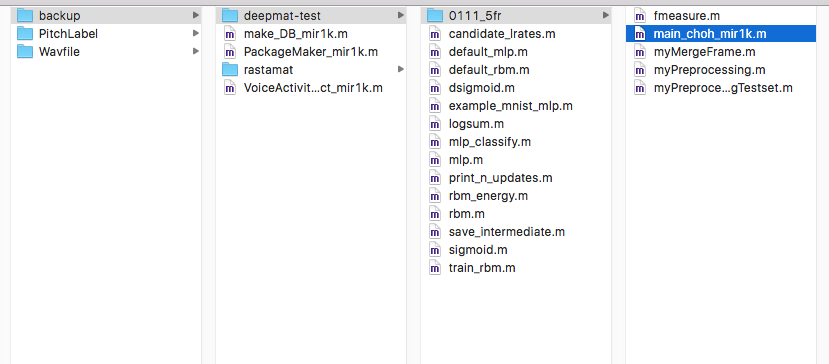 backup
PitchLabel
Wavfile
deepmat-test
make_DB_mir1k.m
PackageMaker_mir1k.m
rastamat
VoiceActivit…ct_mir1k.m
0111_5fr
candidate_lrates.m
default_mlp.m
default_rbm.m
dsigmoid.m
example_mnist_mlp.m
logsum.m
mlp_classify.m
mlp.m
print_n_updates.m
rbm_energy.m
rbm.m
save_intermediate.m
sigmoid.m
train_rbm.m
fmeasure.m
main_choh_mir1k.m
myMergeFrame.m
myPreprocessing.m
myPreproce…gTestset.m